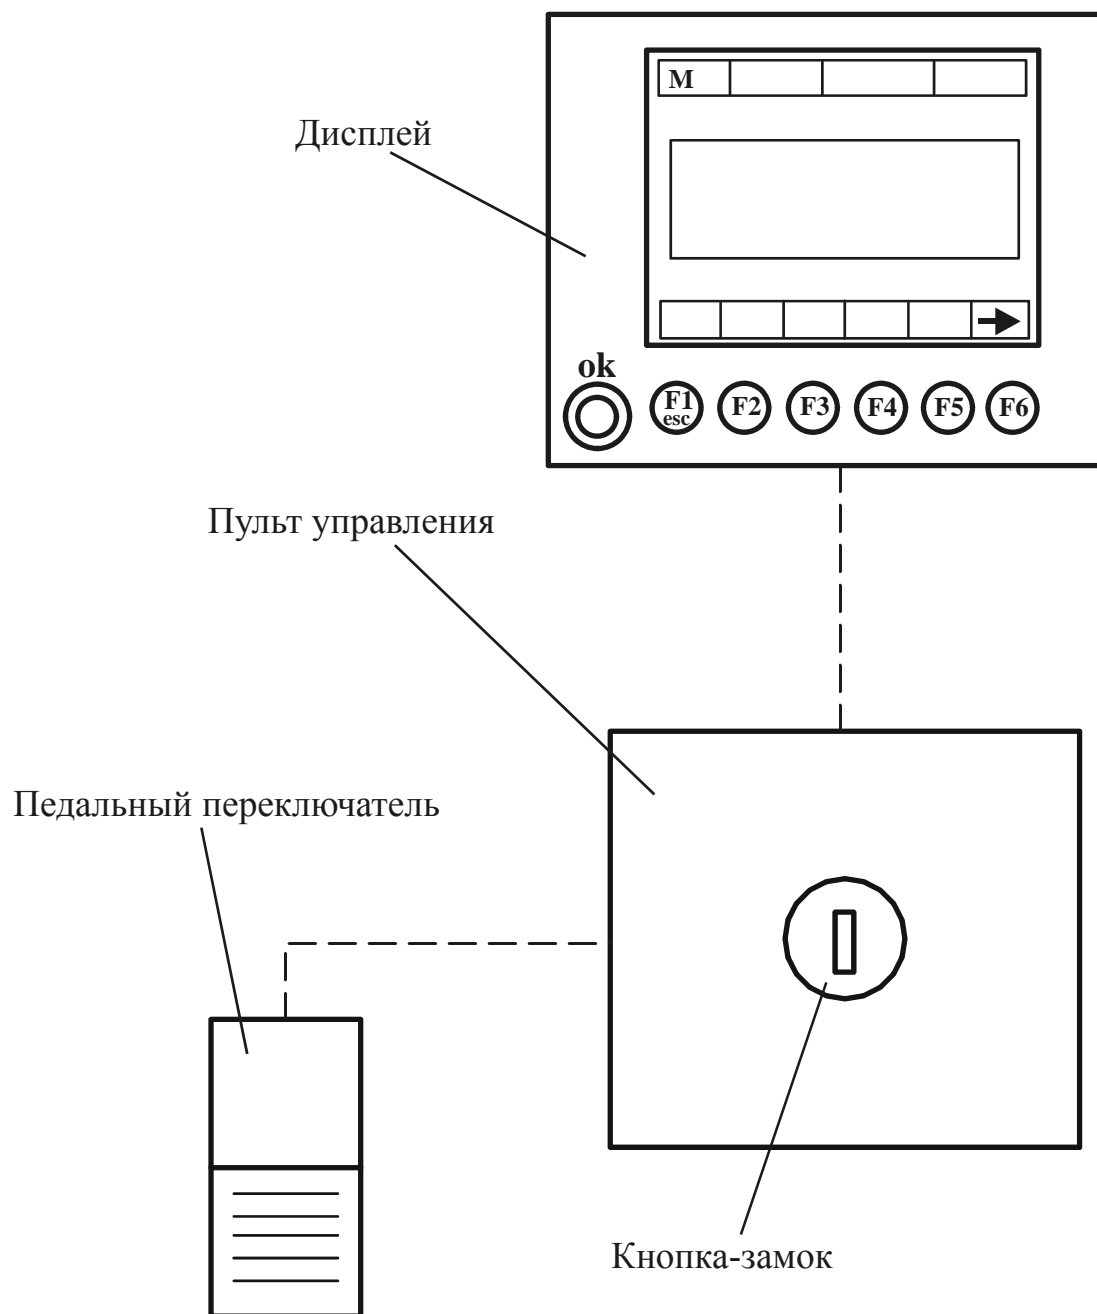 M
Дисплей
ok
F1 F2 F3 F4 F5 F6
esc
Пульт управления
Педальный переключатель
Кнопка-замок